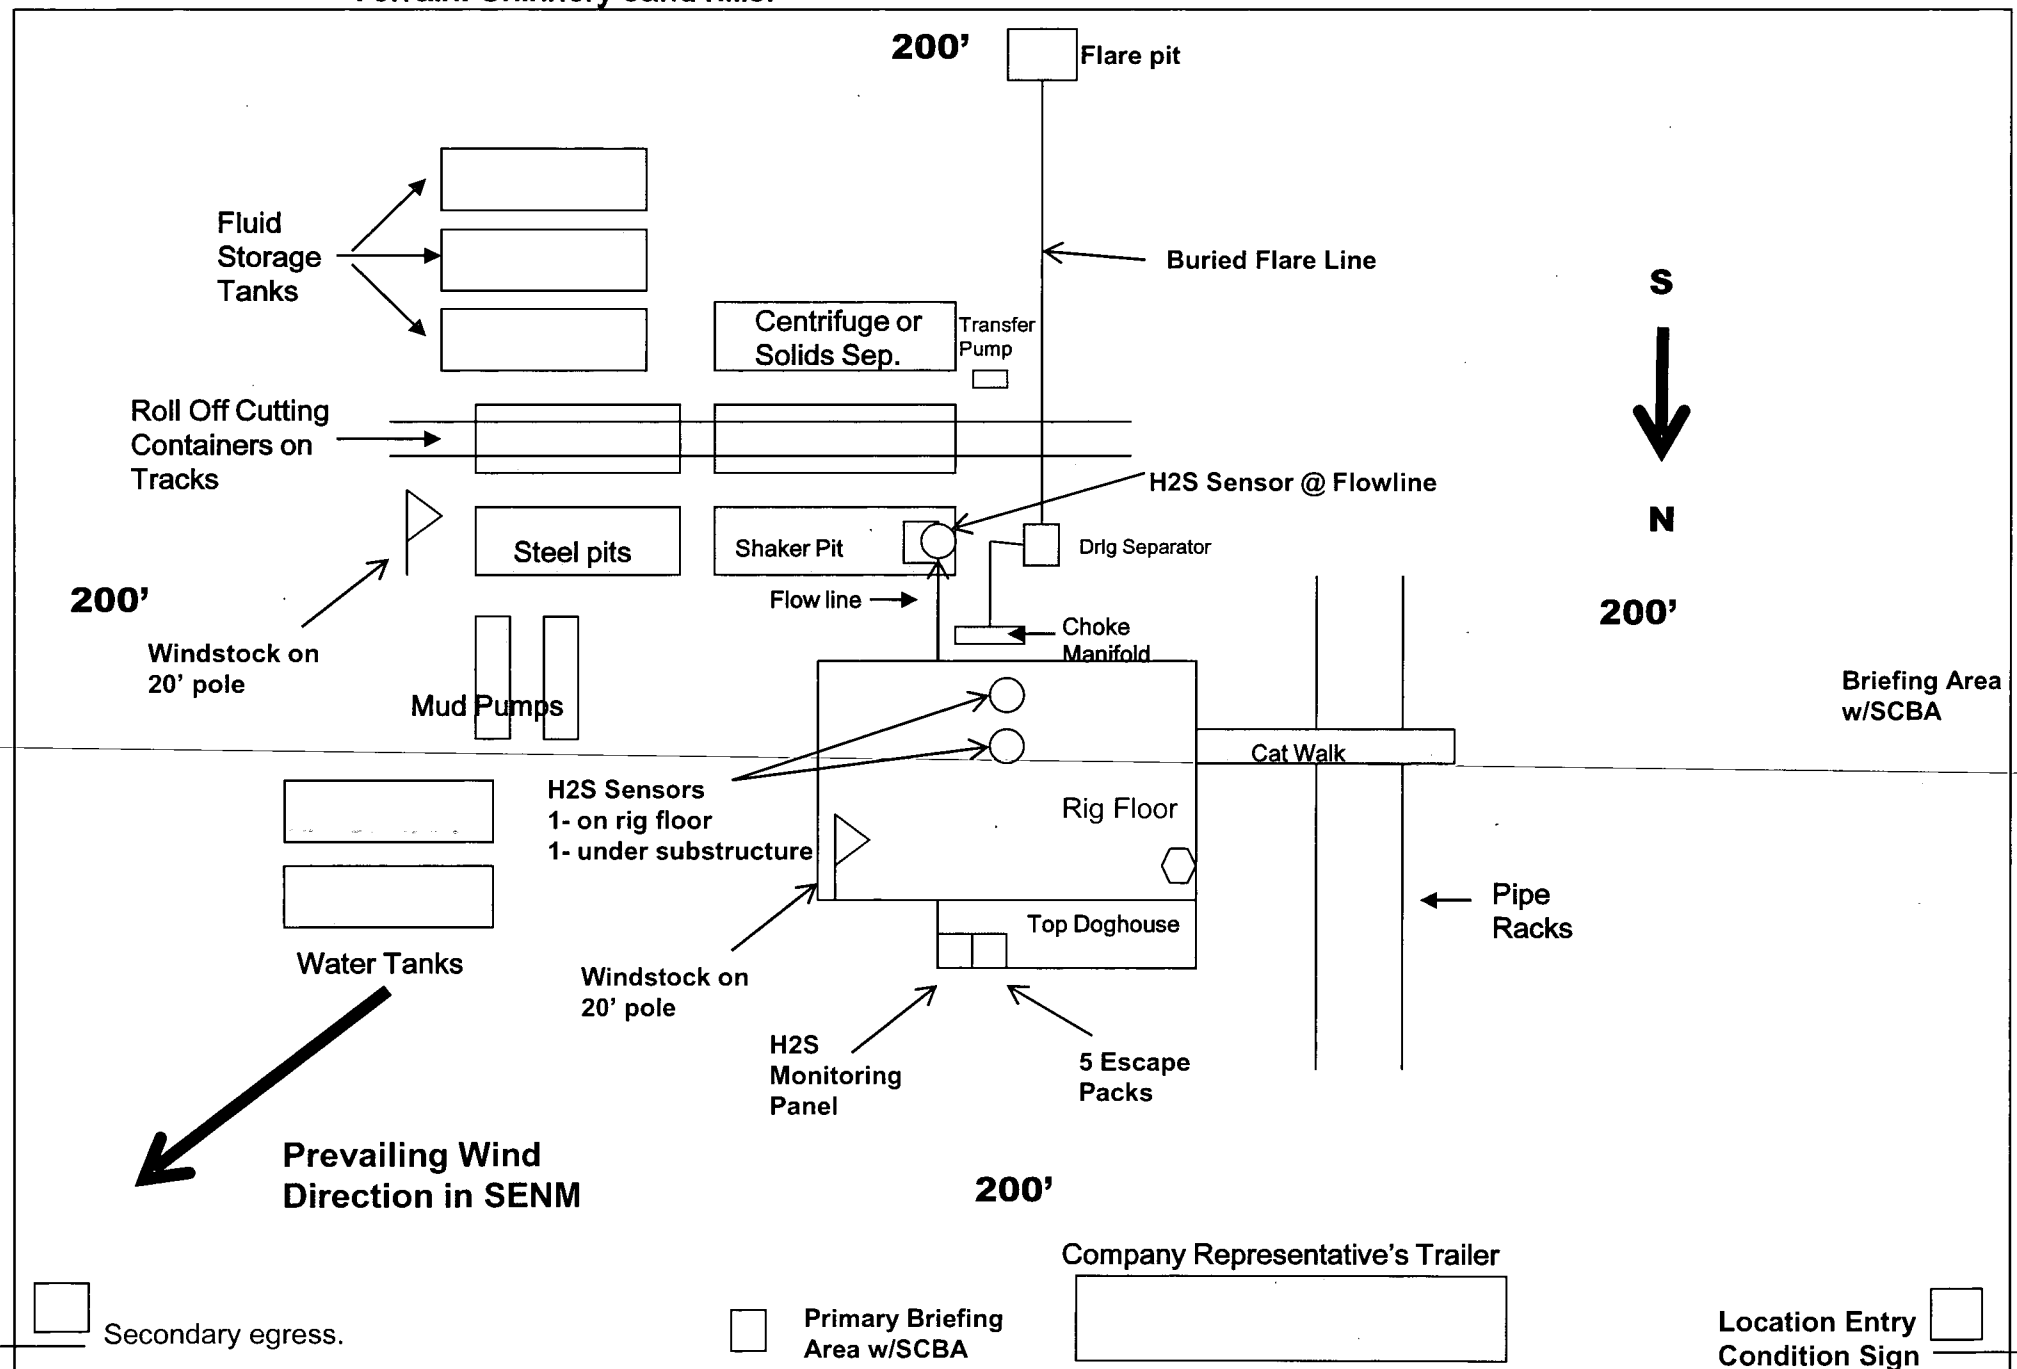 Terrain: Shinnery sand hills.
200’
Flare pit
Fluid
Storage
Tanks
Buried Flare Line
S
Centrifuge or
Solids Sep.
Transfer
Pump
Roll Off Cutting
Containers on
Tracks
H2S Sensor @ Flowline
N
Steel pits
Shaker Pit
Drlg Separator
200’
Flow line
200’
Choke
Manifold
Windstock on
20’ pole
Mud Pumps
Briefing Area
w/SCBA
Cat Walk
H2S Sensors
1- on rig floor
1- under substructure
Rig Floor
Pipe
Racks
Top Doghouse
Water Tanks
Windstock on
20’ pole
H2S
Monitoring
Panel
5 Escape
Packs
Prevailing Wind
Direction in SENM
200’
Company Representative’s Trailer
Secondary egress.
Primary Briefing
Area w/SCBA
Location Entry
Condition Sign